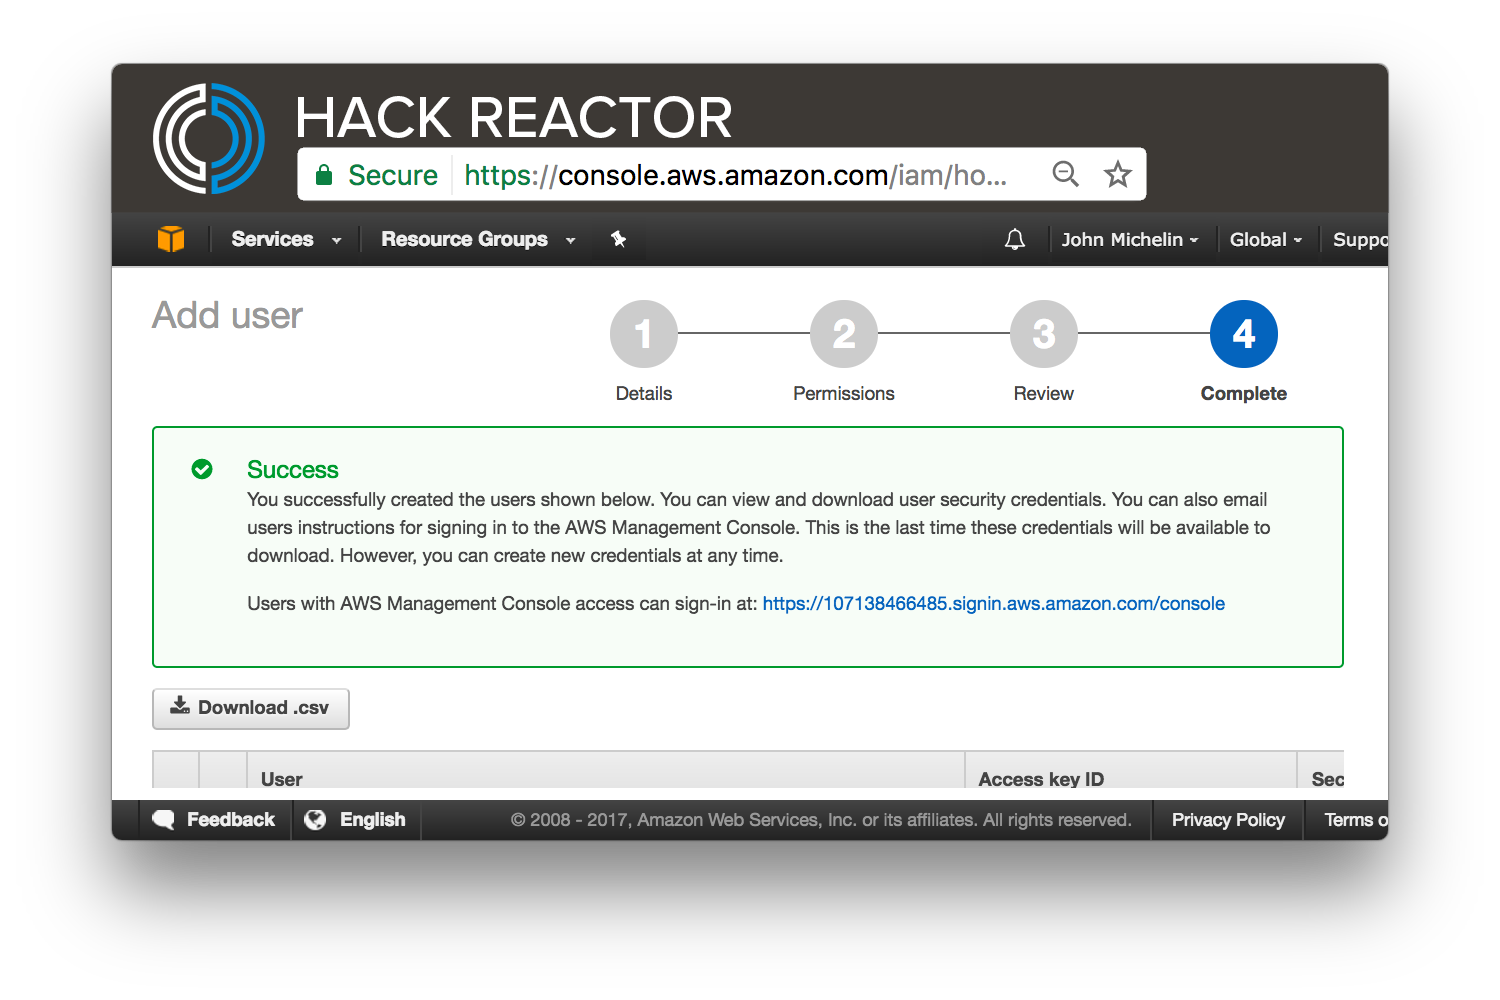 HACK REACTOR
Secure https://console.aws.amazon.com/iam/ho...
Services Resource Groups John Michelin Global Suppo
Add user
1 2 3 4
Details Permissions Review Complete
Success
You successfully created the users shown below. You can view and download user security credentials. You can also email
users instructions for signing in to the AWS Management Console. This is the last time these credentials will be available to
download. However, you can create new credentials at any time.
Users with AWS Management Console access can sign-in at: https://107138466485.signin.aws.amazon.com/console
Download .csv
User Access key ID Sec
Feedback English © 2008 - 2017, Amazon Web Services, Inc. or its affiliates. All rights reserved. Privacy Policy Terms o